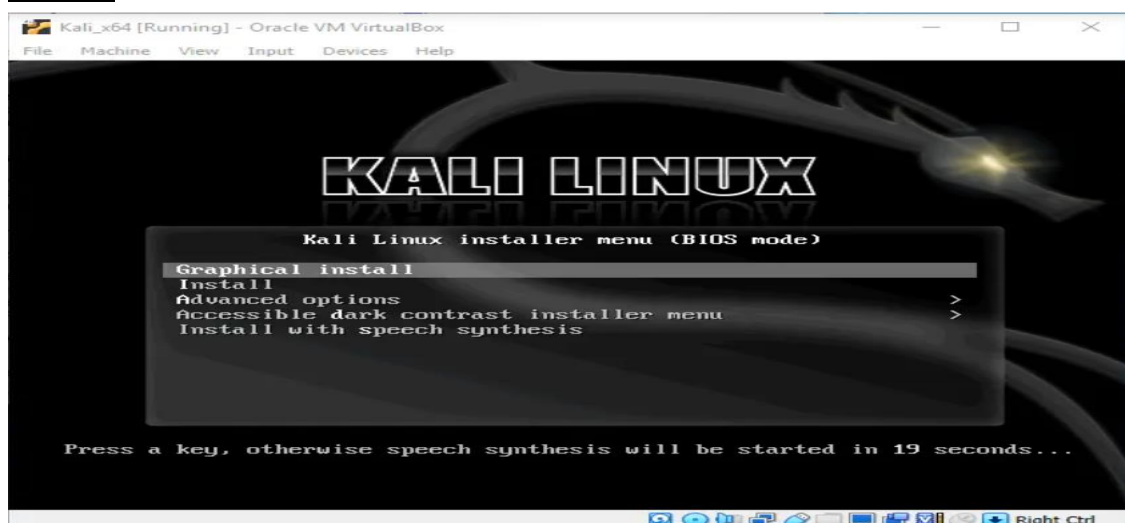 Kali_x64 [Running] - Oracle VM VirtualBox
File Machine View Input Devices Help
KALI LINUX
Kali Linux installer menu (BIOS mode)
Graphical install
Install
Advanced options >
Accessible dark contrast installer menu >
Install with speech synthesis
Press a key, otherwise speech synthesis will be started in 19 seconds...
Right Ctrl